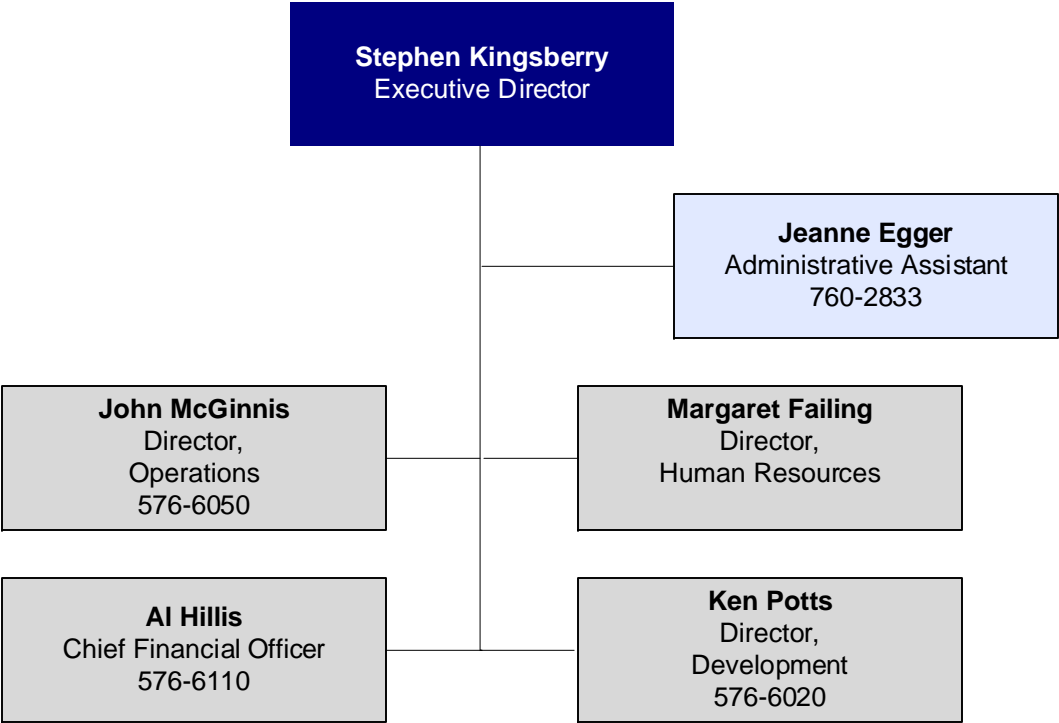 Stephen Kingsberry
Executive Director
Jeanne Egger
Administrative Assistant
760-2833
John McGinnis
Director,
Operations
576-6050
Margaret Failing
Director,
Human Resources
Al Hillis
Chief Financial Officer
576-6110
Ken Potts
Director,
Development
576-6020